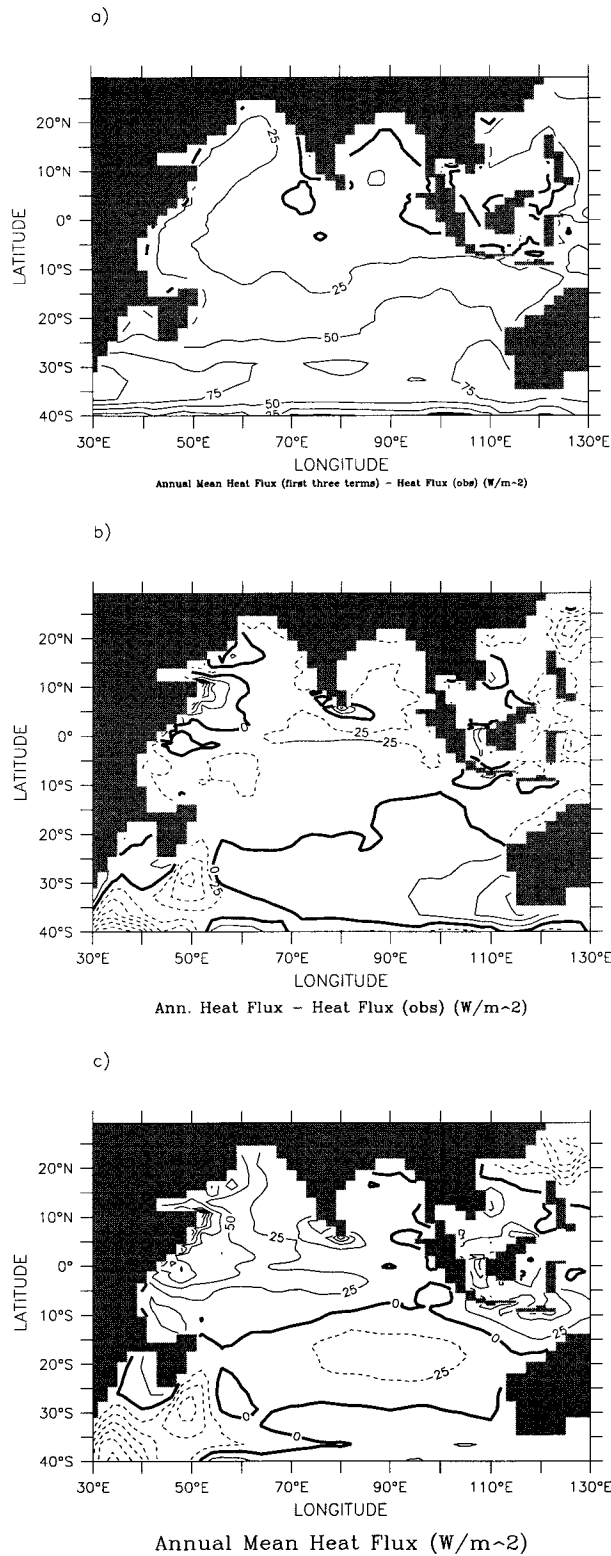 a)
20°N
10°N
0°
10°S
20°S
30°S
40°S
LATITUDE
25
25
50
75
75
50
25
30°E 50°E 70°E 90°E 110°E 130°E
LONGITUDE
Annual Mean Heat Flux (first three terms) - Heat Flux (obs) (W/m^2)
b)
20°N
10°N
0°
10°S
20°S
30°S
40°S
LATITUDE
0
25
25
0
25
30°E 50°E 70°E 90°E 110°E 130°E
LONGITUDE
Ann. Heat Flux - Heat Flux (obs) (W/m^2)
c)
20°N
10°N
0°
10°S
20°S
30°S
40°S
LATITUDE
50
25
25
0
0
25
25
0
0
30°E 50°E 70°E 90°E 110°E 130°E
LONGITUDE
Annual Mean Heat Flux (W/m^2)